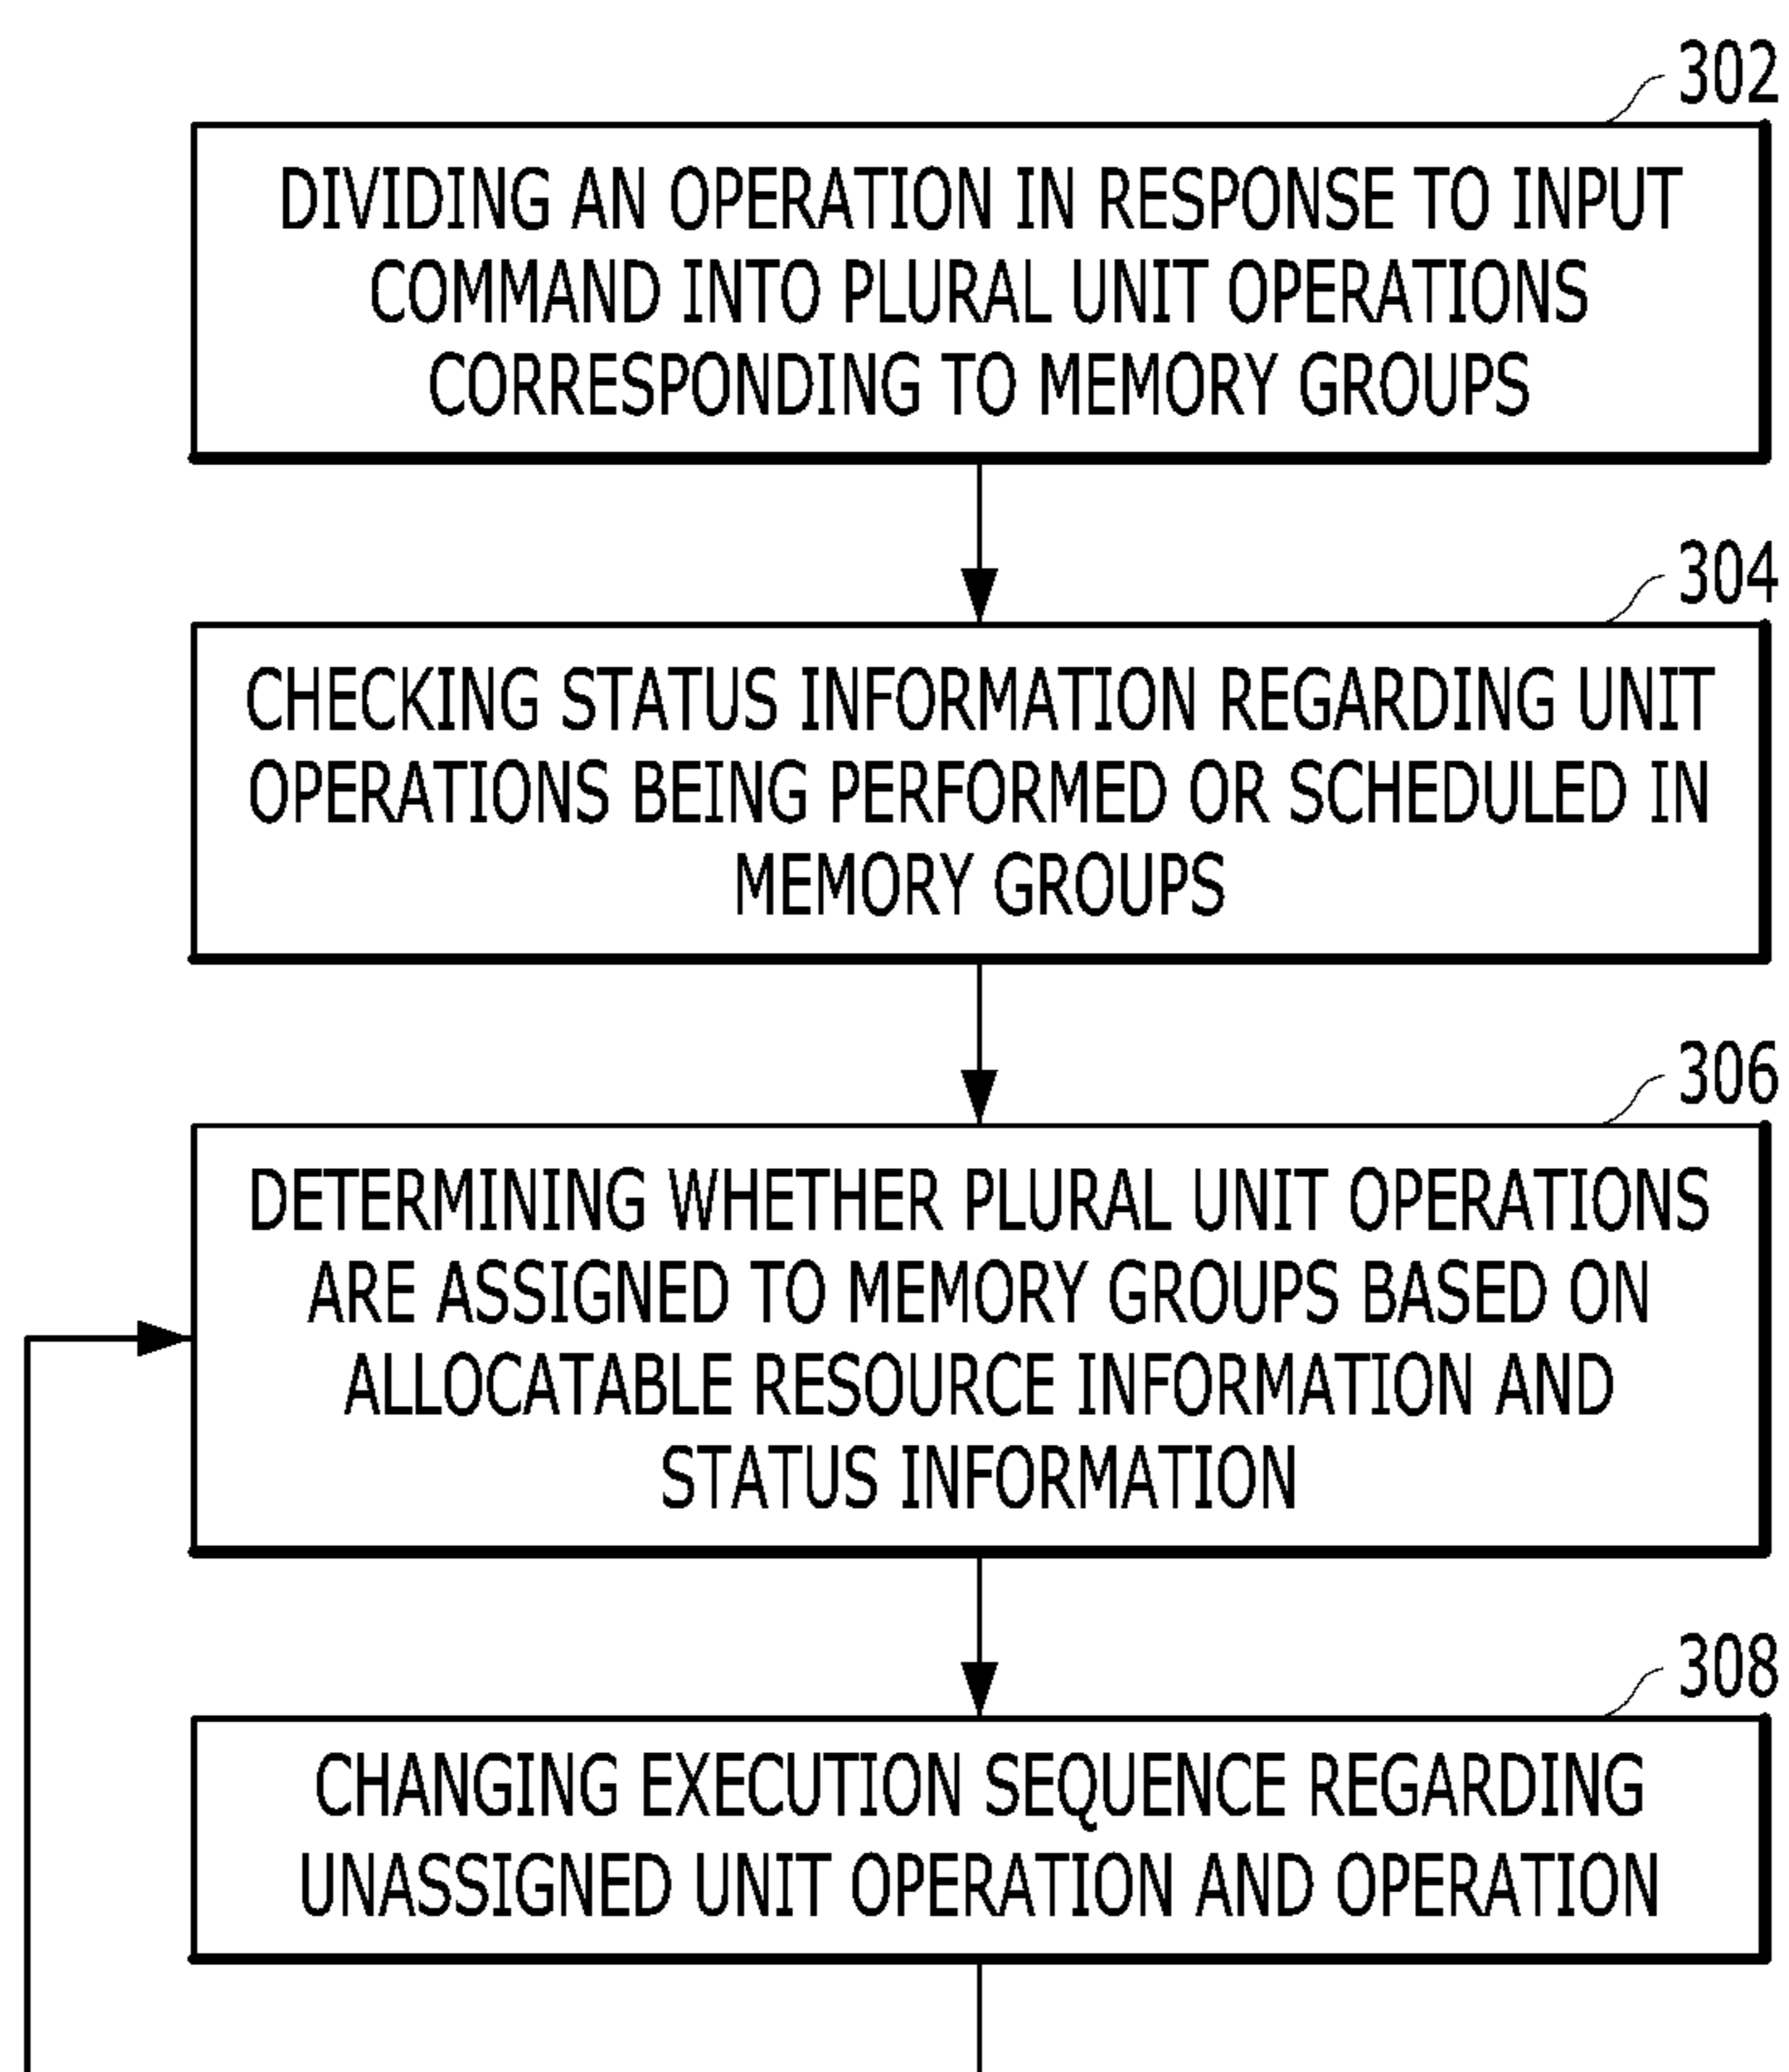 302
DIVIDING AN OPERATION IN RESPONSE TO INPUT
COMMAND INTO PLURAL UNIT OPERATIONS
CORRESPONDING TO MEMORY GROUPS
304
CHECKING STATUS INFORMATION REGARDING UNIT
OPERATIONS BEING PERFORMED OR SCHEDULED IN
MEMORY GROUPS
306
DETERMINING WHETHER PLURAL UNIT OPERATIONS
ARE ASSIGNED TO MEMORY GROUPS BASED ON
ALLOCATABLE RESOURCE INFORMATION AND
STATUS INFORMATION
308
CHANGING EXECUTION SEQUENCE REGARDING
UNASSIGNED UNIT OPERATION AND OPERATION